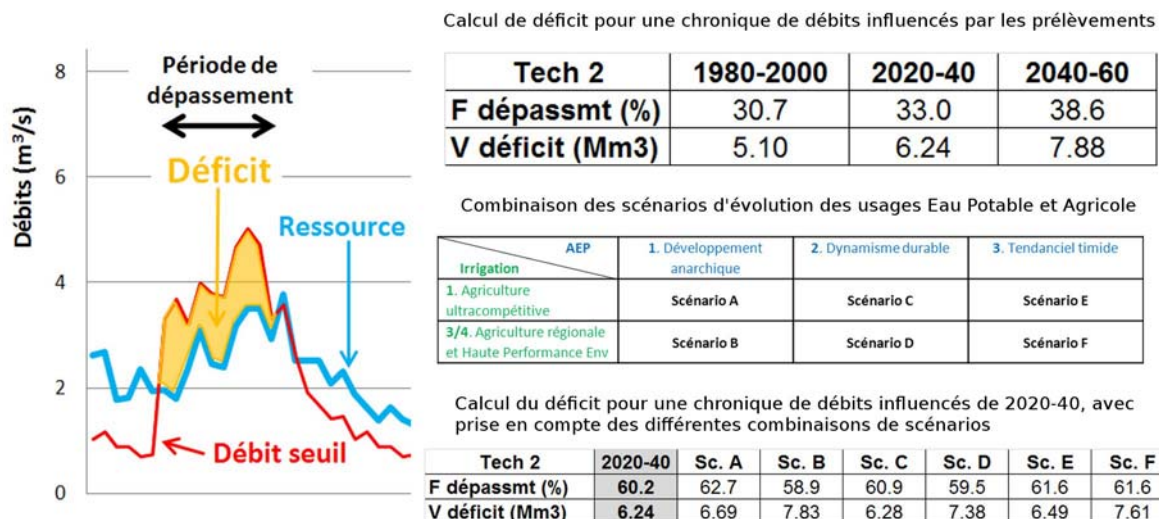 Calcul de déficit pour une chronique de débits influencés par les prélèvements
Tech 2 1980-2000 2020-40 2040-60
F dépassmt (%) 30.7 33.0 38.6
V déficit (Mm3) 5.10 6.24 7.88
Débits (m³/s)
8
6
4
2
0
Période de
dépassement
Déficit
Ressource
Débit seuil
Combinaison des scénarios d'évolution des usages Eau Potable et Agricole
AEP
Irrigation
1. Développement
anarchique
2. Dynamisme durable
3. Tendanciel timide
1. Agriculture
ultracompétitive
Scénario A Scénario C Scénario E
3/4. Agriculture régionale
et Haute Performance Env
Scénario B Scénario D Scénario F
Calcul du déficit pour une chronique de débits influencés de 2020-40, avec
prise en compte des différentes combinaisons de scénarios
Tech 2 2020-40 Sc. A Sc. B Sc. C Sc. D Sc. E Sc. F
F dépassmt (%) 60.2 62.7 58.9 60.9 59.5 61.6 61.6
V déficit (Mm3) 6.24 6.69 7.83 6.28 7.38 6.49 7.61